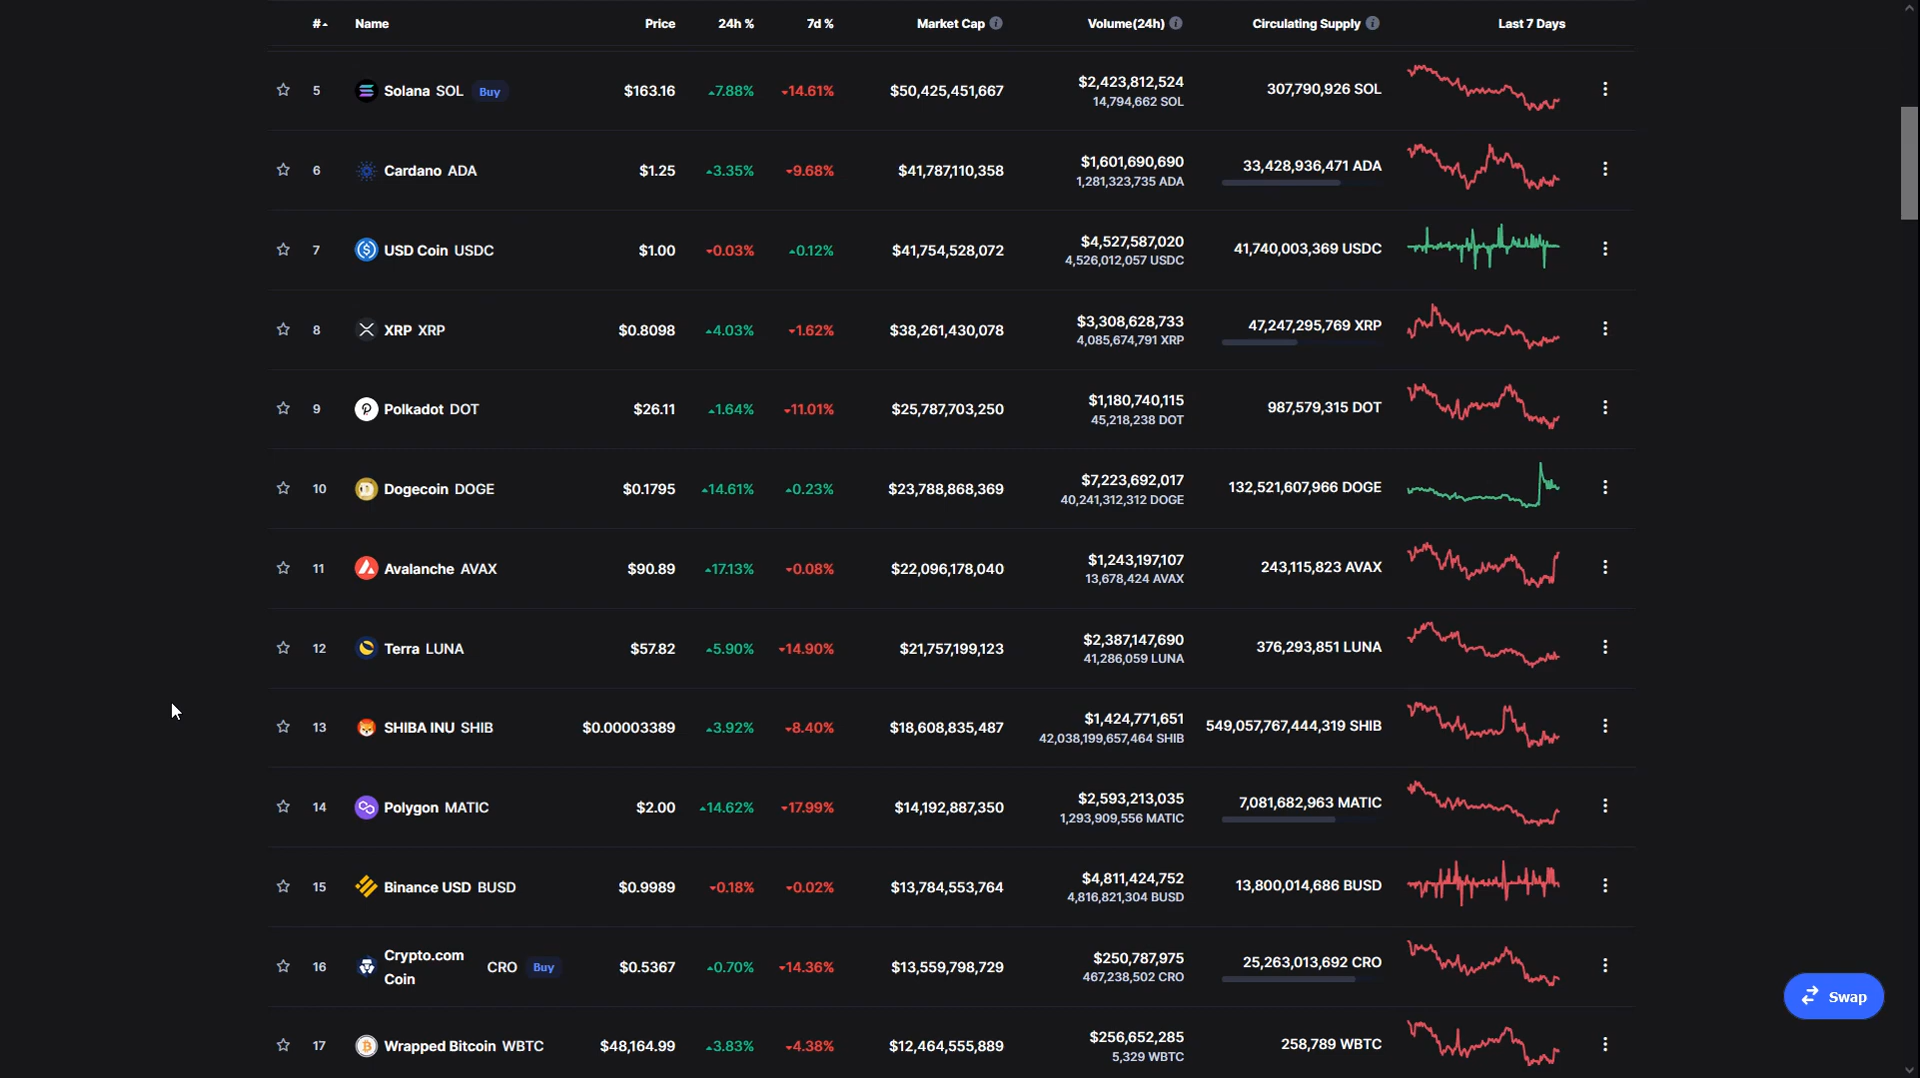 # Name Price 24h % 7d % Market Cap Volume(24h) Circulating Supply Last 7 Days
5 Solana SOL Buy $163.16 7.88% 14.61% $50,425,451,667 $2,423,812,524 307,790,926 SOL
14,794,662 SOL
6 Cardano ADA $1.25 3.35% 9.68% $41,787,110,358 $1,601,690,690 33,428,936,471 ADA
1,281,323,735 ADA
7 USD Coin USDC $1.00 0.03% 0.12% $41,754,528,072 $4,527,587,020 41,740,003,369 USDC
4,526,012,057 USDC
8 XRP XRP $0.8098 4.03% 1.62% $38,261,430,078 $3,308,628,733 47,247,295,769 XRP
4,085,674,791 XRP
9 Polkadot DOT $26.11 1.64% 11.01% $25,787,703,250 $1,180,740,115 987,579,315 DOT
45,218,238 DOT
10 Dogecoin DOGE $0.1795 14.61% 0.23% $23,788,868,369 $7,223,692,017 132,521,607,966 DOGE
40,241,312,312 DOGE
11 Avalanche AVAX $90.89 17.13% 0.08% $22,096,178,040 $1,243,197,107 243,115,823 AVAX
13,678,424 AVAX
12 Terra LUNA $57.82 5.90% 14.90% $21,757,199,123 $2,387,147,690 376,293,851 LUNA
41,286,059 LUNA
13 SHIBA INU SHIB $0.00003389 3.92% 8.40% $18,608,835,487 $1,424,771,651 549,057,767,444,319 SHIB
42,038,199,657,464 SHIB
14 Polygon MATIC $2.00 14.62% 17.99% $14,192,887,350 $2,593,213,035 7,081,682,963 MATIC
1,293,909,556 MATIC
15 Binance USD BUSD $0.9989 0.18% 0.02% $13,784,553,764 $4,811,424,752 13,800,014,686 BUSD
4,816,821,304 BUSD
16 Crypto.com Coin CRO Buy $0.5367 0.70% 14.36% $13,559,798,729 $250,787,975 25,263,013,692 CRO
467,238,502 CRO
Swap
17 Wrapped Bitcoin WBTC $48,164.99 3.83% 4.38% $12,464,555,889 $256,652,285 258,789 WBTC
5,329 WBTC